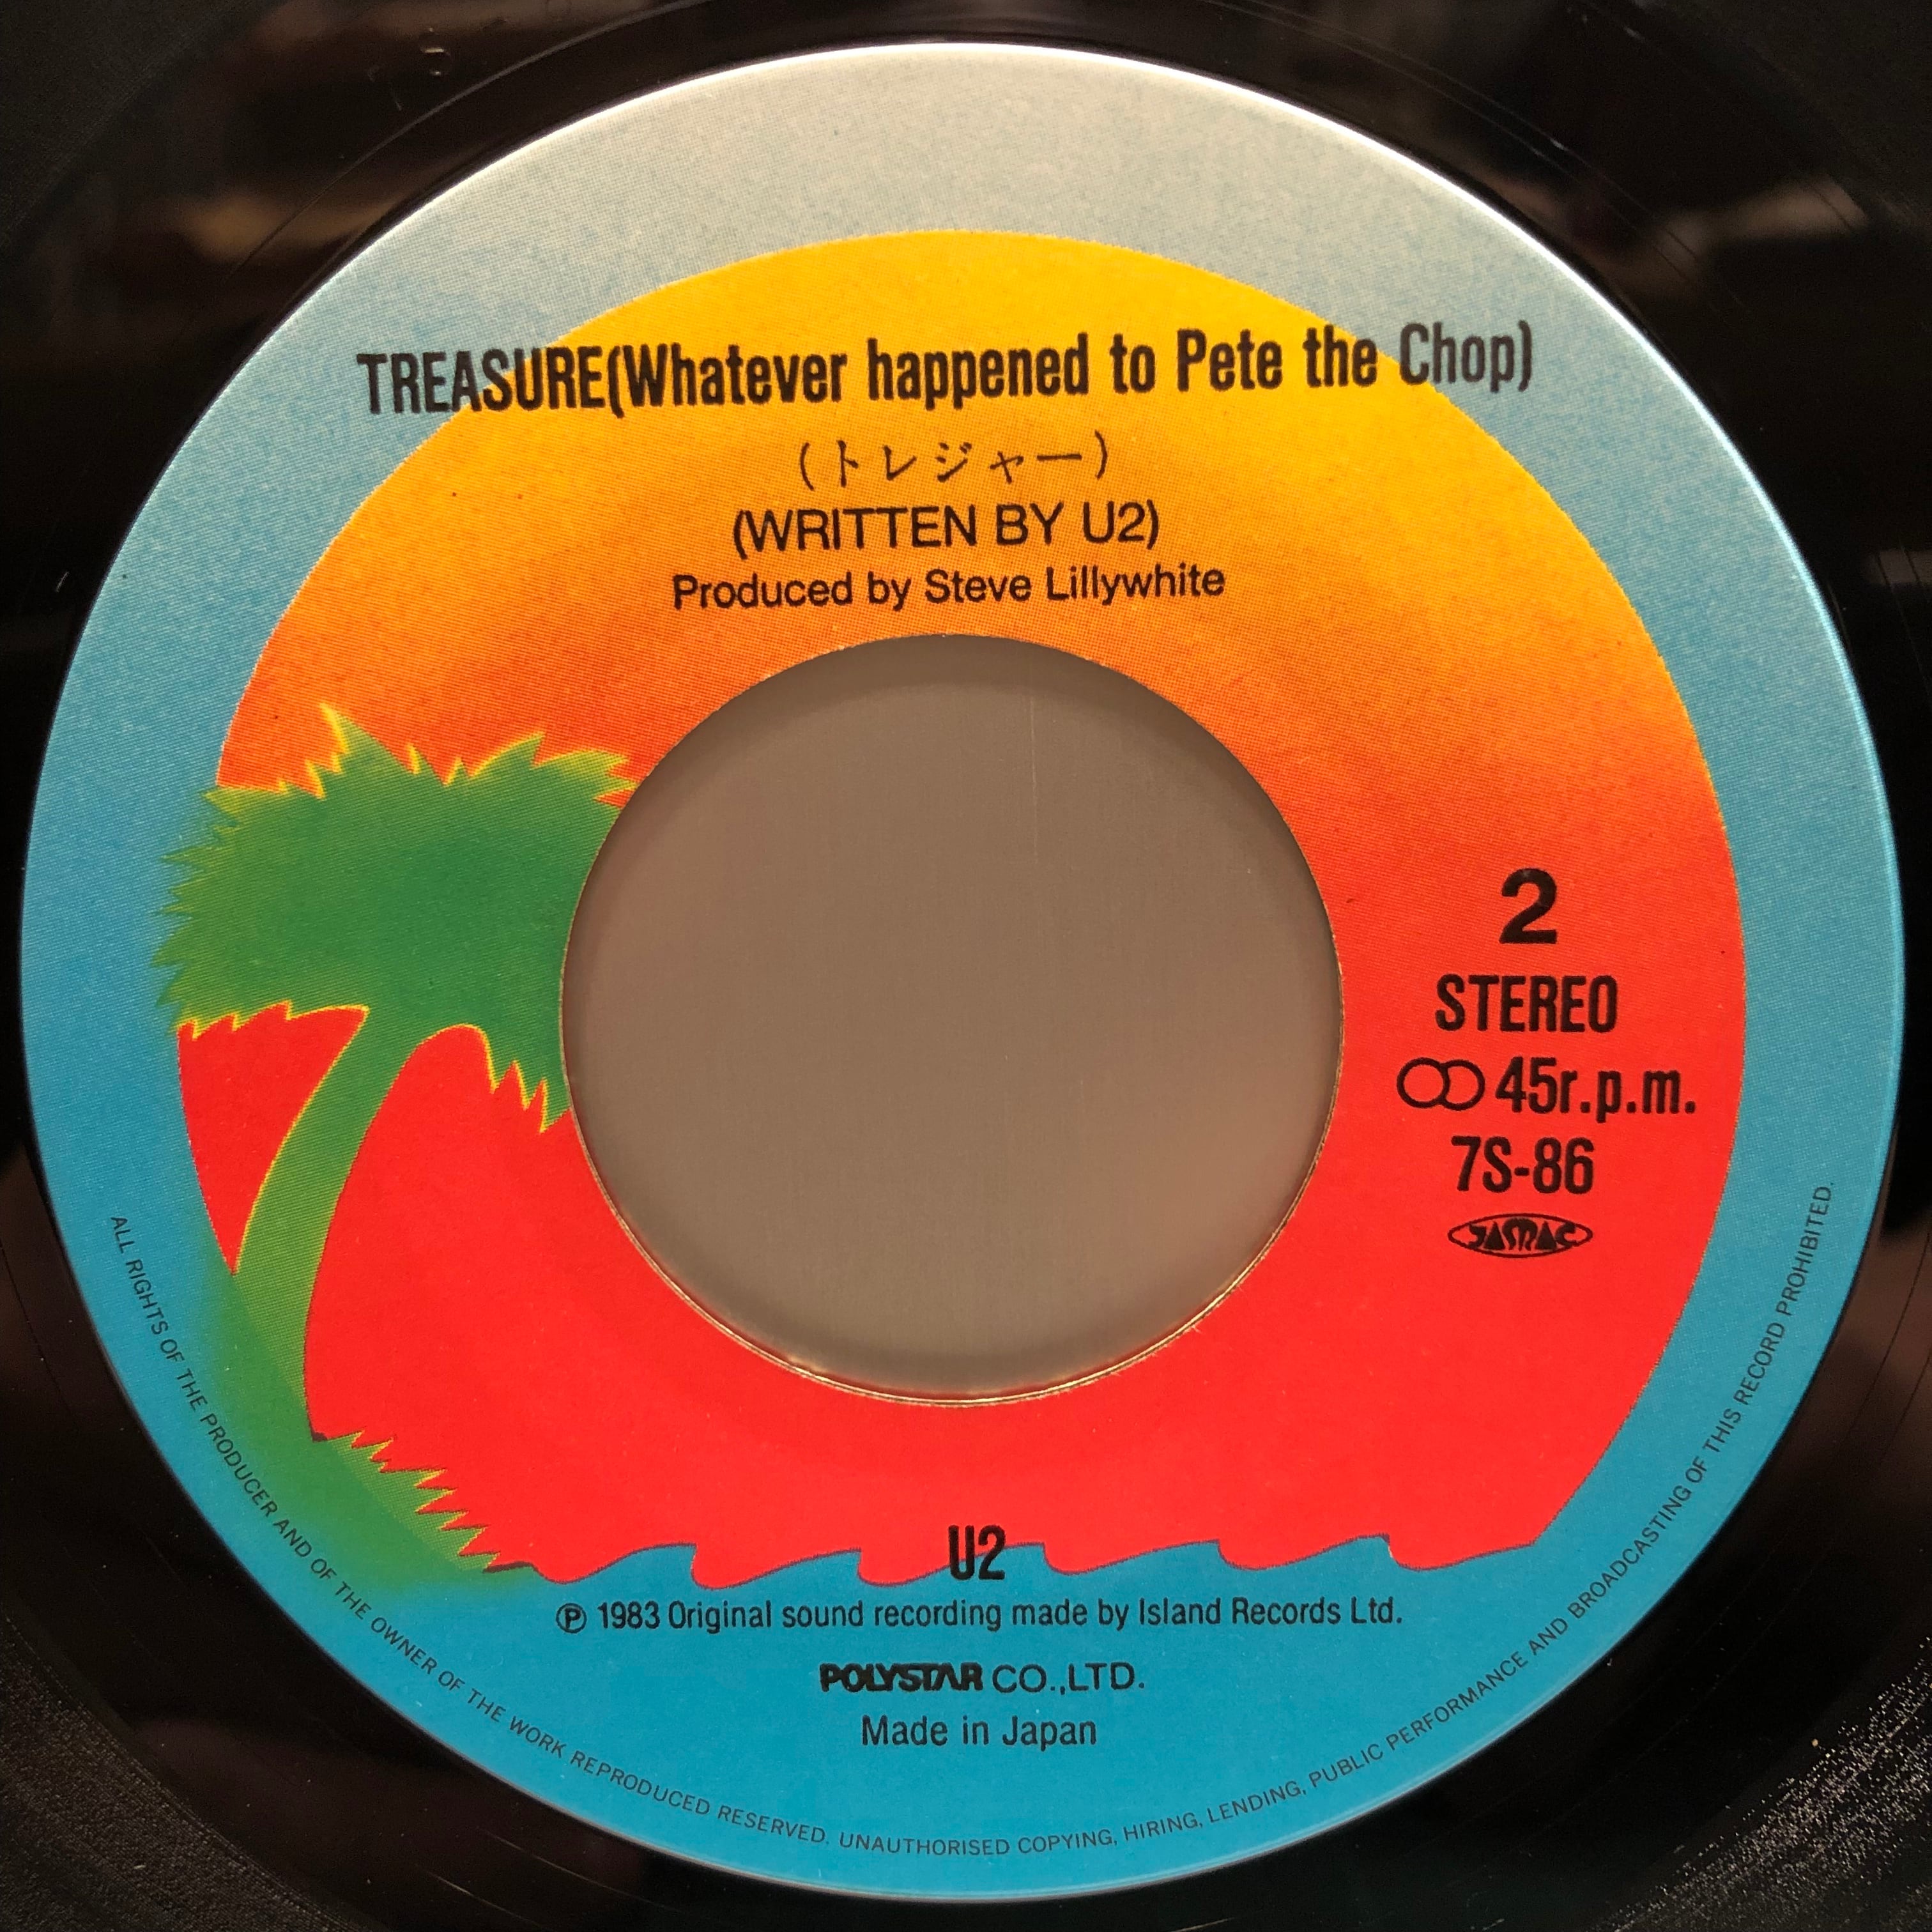 TREASURE(Whatever happened to Pete the Chop)
(トレジャー)
(WRITTEN BY U2)
Produced by Steve Lillywhite
2
STEREO
45r.p.m.
7S-86
JASRAC
U2
Ⓟ 1983 Original sound recording made by Island Records Ltd.
POLYSTAR CO.,LTD.
Made in Japan
ALL RIGHTS OF THE PRODUCER AND OF THE OWNER OF THE WORK REPRODUCED RESERVED. UNAUTHORISED COPYING, HIRING, LENDING, PUBLIC PERFORMANCE AND BROADCASTING OF THIS RECORD PROHIBITED.